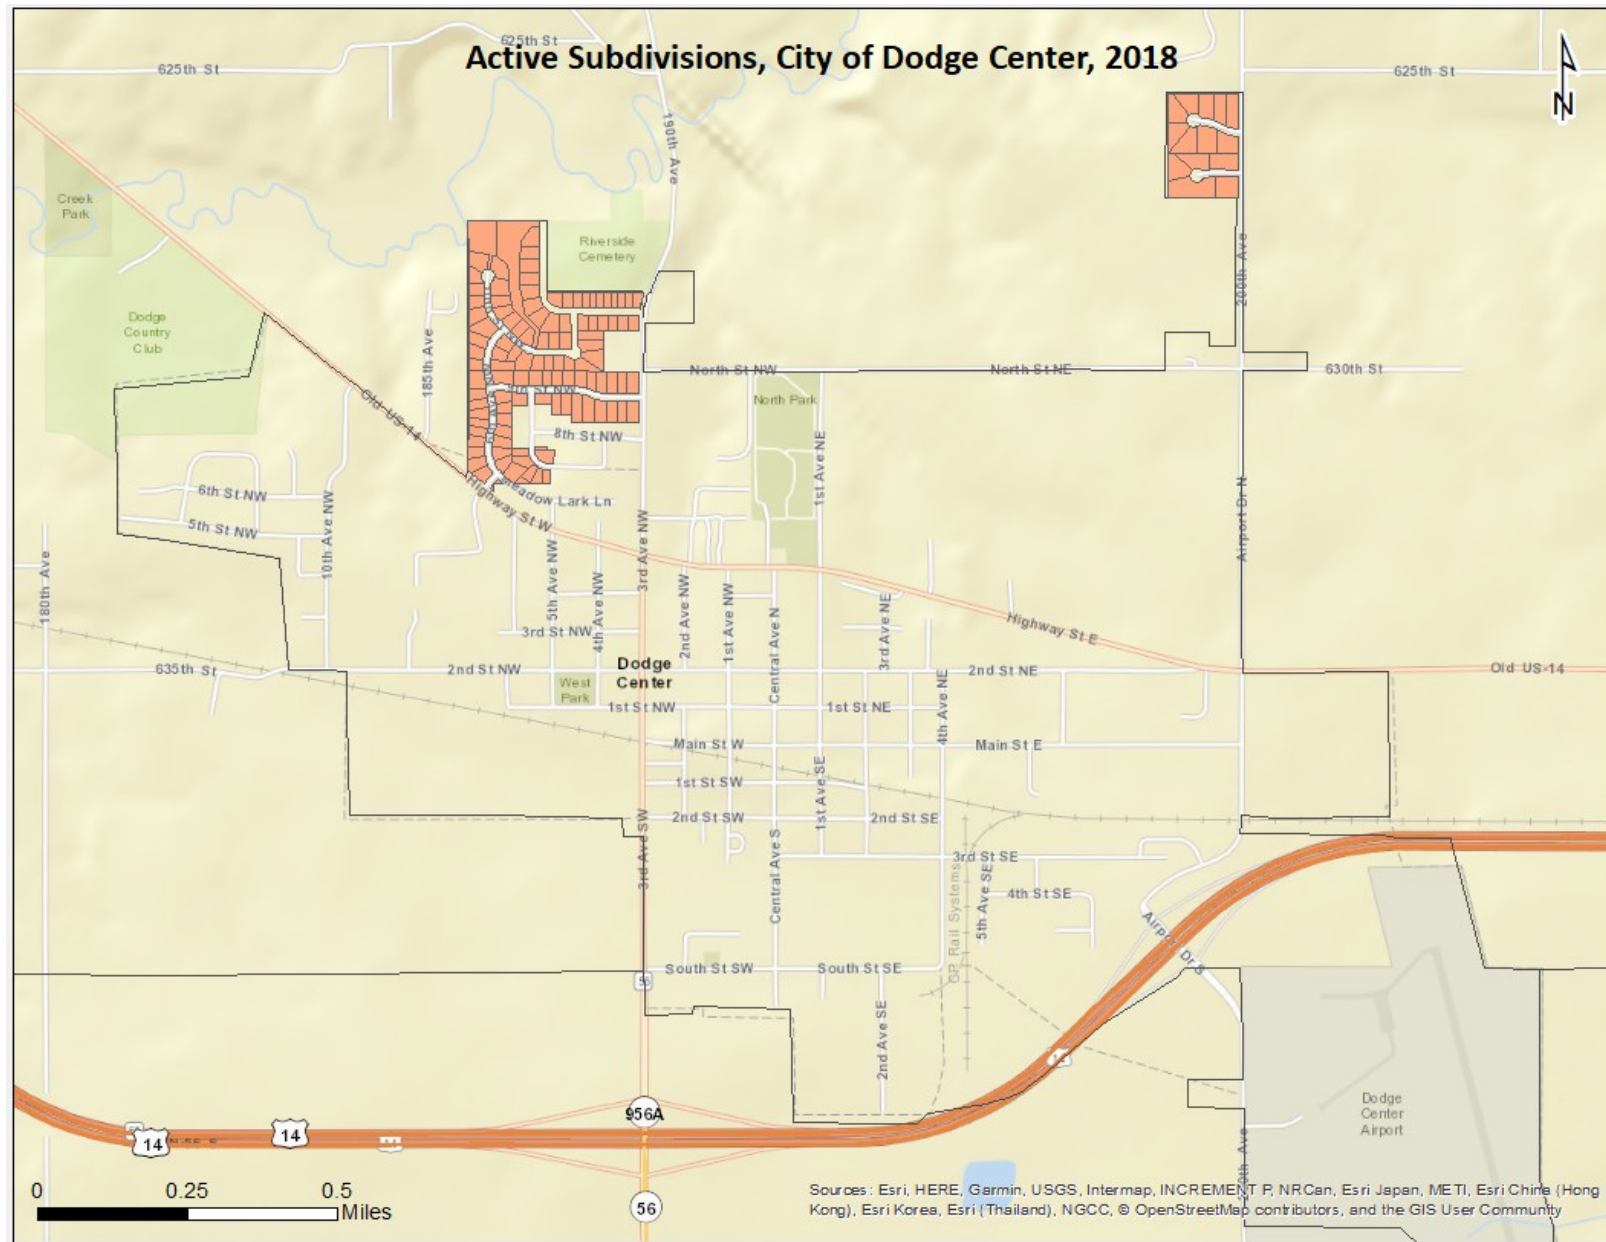 625th St
Active Subdivisions, City of Dodge Center, 2018
625th St
625th St
N
190th Ave
Creek
Park
Riverside
Cemetery
200th Ave
Dodge
Country
Club
185th Ave
North St NW
North St NE
630th St
Old US-14
North Park
8th St NW
1st Ave NE
6th St NW
5th St NW
10th Ave NW
Meadow Lark Ln
Highway St W
Airport Dr N
180th Ave
5th Ave NW
4th Ave NW
3rd Ave NW
2nd Ave NW
1st Ave NW
Central Ave N
3rd Ave NE
Highway St E
3rd St NW
635th St
2nd St NW
Dodge
Center
2nd St NE
Old US-14
West
Park
1st St NW
1st St NE
4th Ave NE
Main St W
Main St E
1st St SW
1st Ave SE
2nd St SW
2nd St SE
3rd Ave SW
Central Ave S
3rd St SE
5th Ave SE
4th St SE
GP Rail Systems
Airport Dr S
South St SW
South St SE
56
2nd Ave SE
14
Dodge
Center
Airport
956A
14
14
56
0 0.25 0.5
Miles
Sources: Esri, HERE, Garmin, USGS, Intermap, INCREMENT P, NRCan, Esri Japan, METI, Esri China (Hong
Kong), Esri Korea, Esri (Thailand), NGCC, © OpenStreetMap contributors, and the GIS User Community